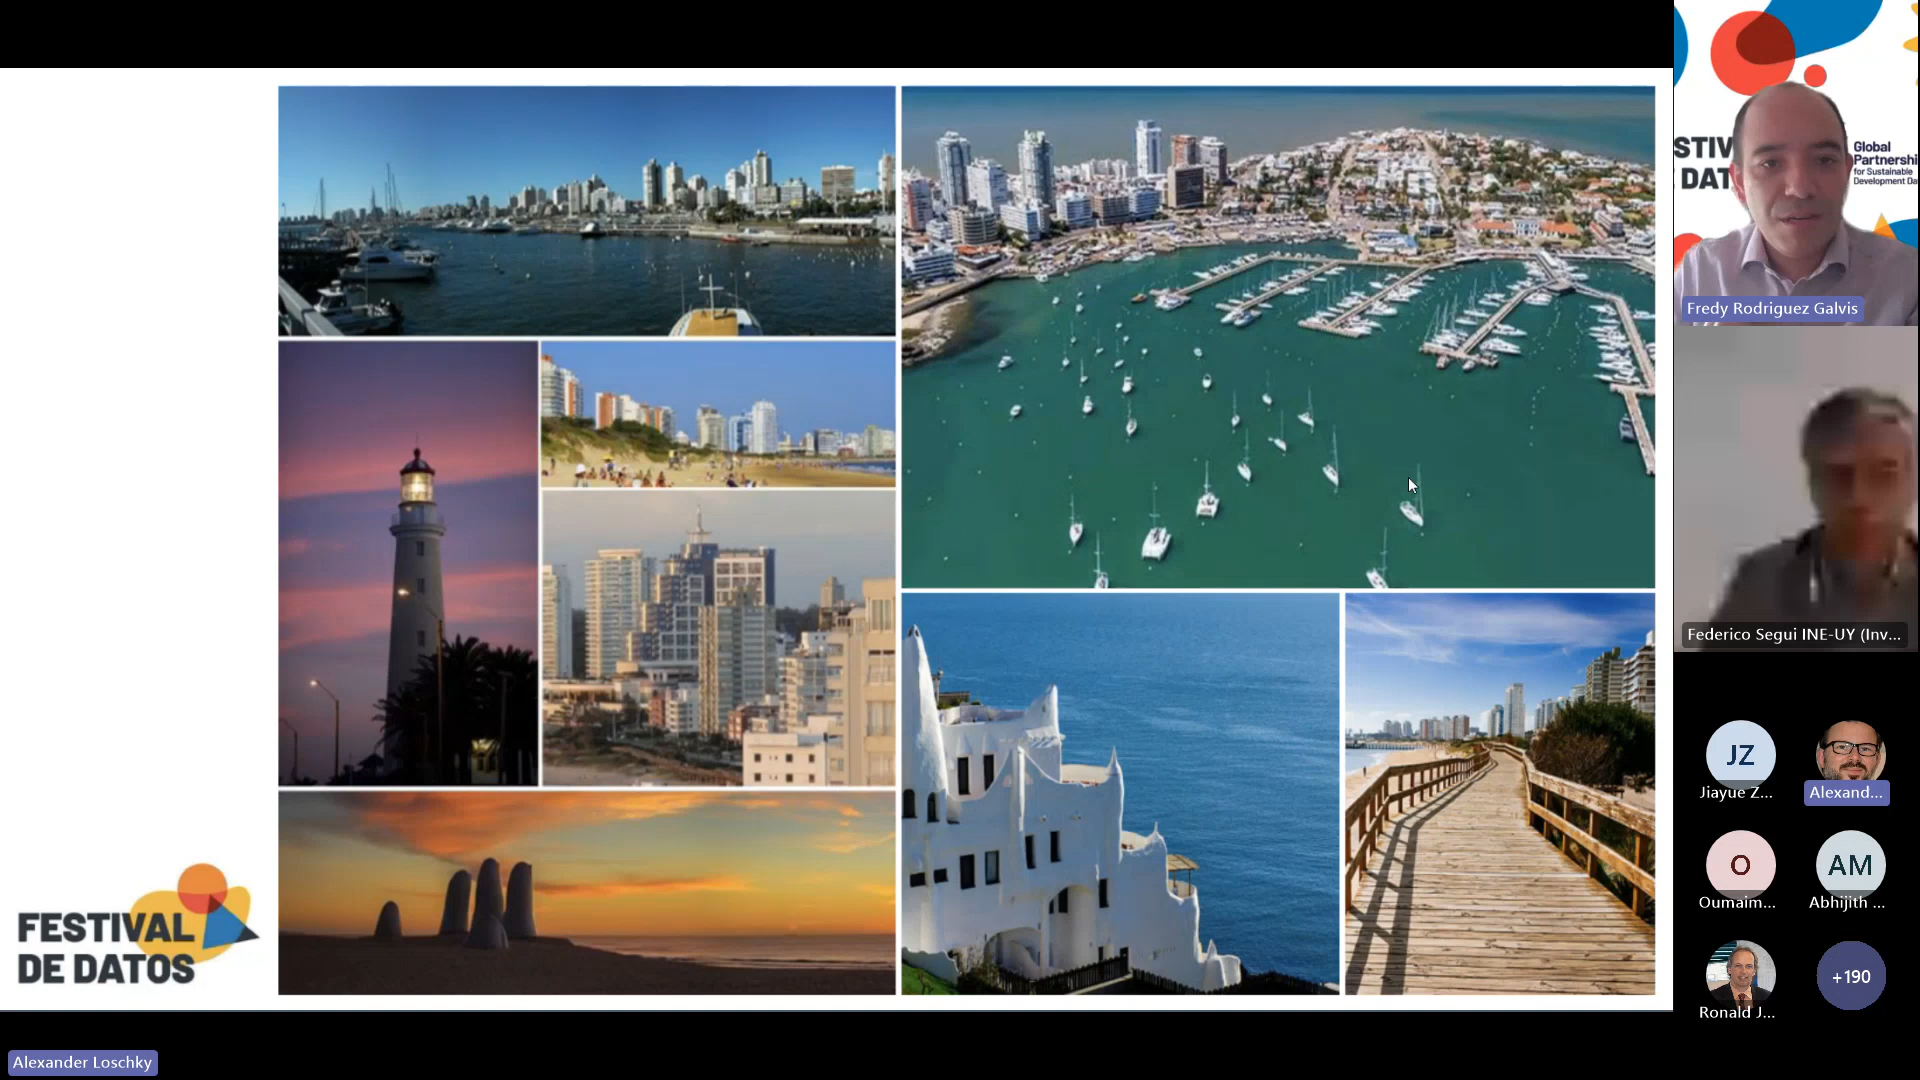 FESTIVAL
DE DATOS
Alexander Loschky
STIV
DAT
Global
Partnershi
for Sustainable
Development Da
Fredy Rodriguez Galvis
Federico Segui INE-UY (Inv...
JZ
Jiayue Z...
Alexand...
O
Oumaim...
AM
Abhijith ...
Ronald J...
+190